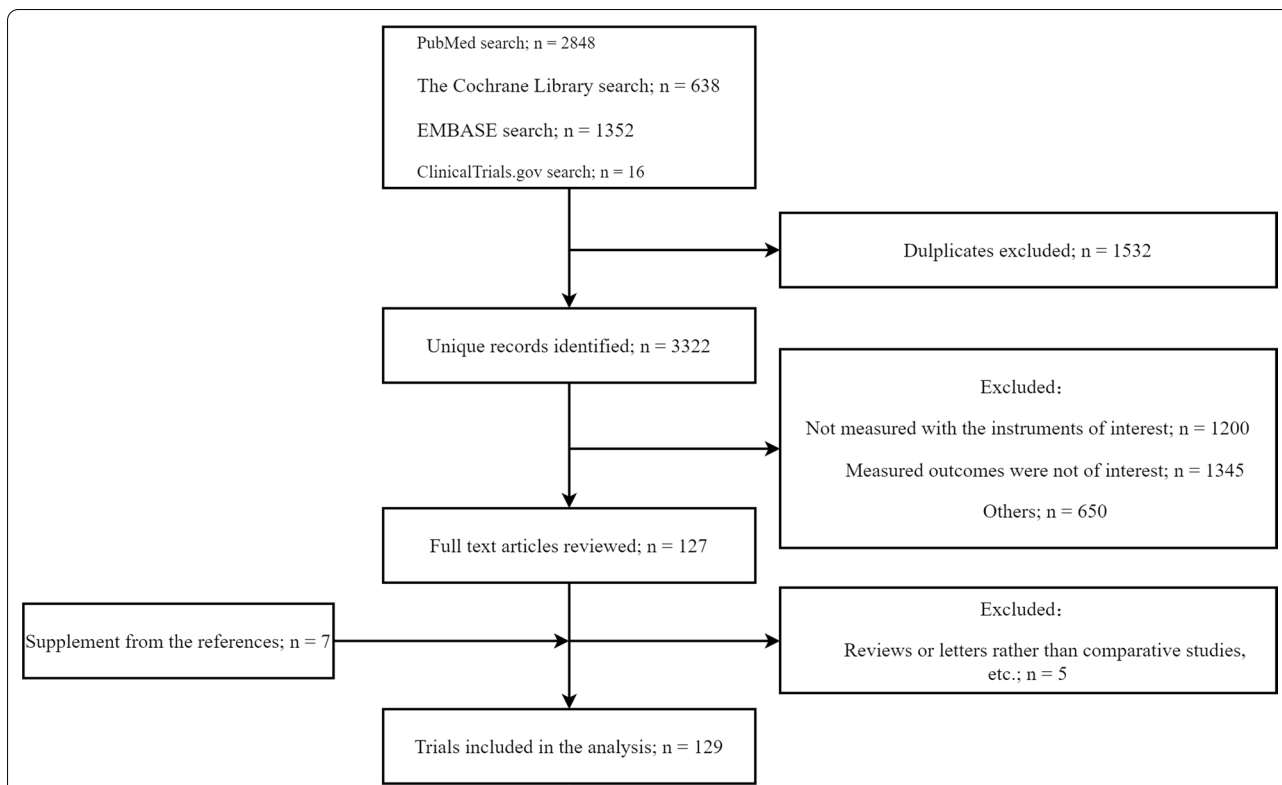 PubMed search; n = 2848
The Cochrane Library search; n = 638
EMBASE search; n = 1352
ClinicalTrials.gov search; n = 16
Dulplicates excluded; n = 1532
Unique records identified; n = 3322
Excluded：
Not measured with the instruments of interest; n = 1200
Measured outcomes were not of interest; n = 1345
Others; n = 650
Full text articles reviewed; n = 127
Supplement from the references; n = 7
Excluded：
Reviews or letters rather than comparative studies,
etc.; n = 5
Trials included in the analysis; n = 129